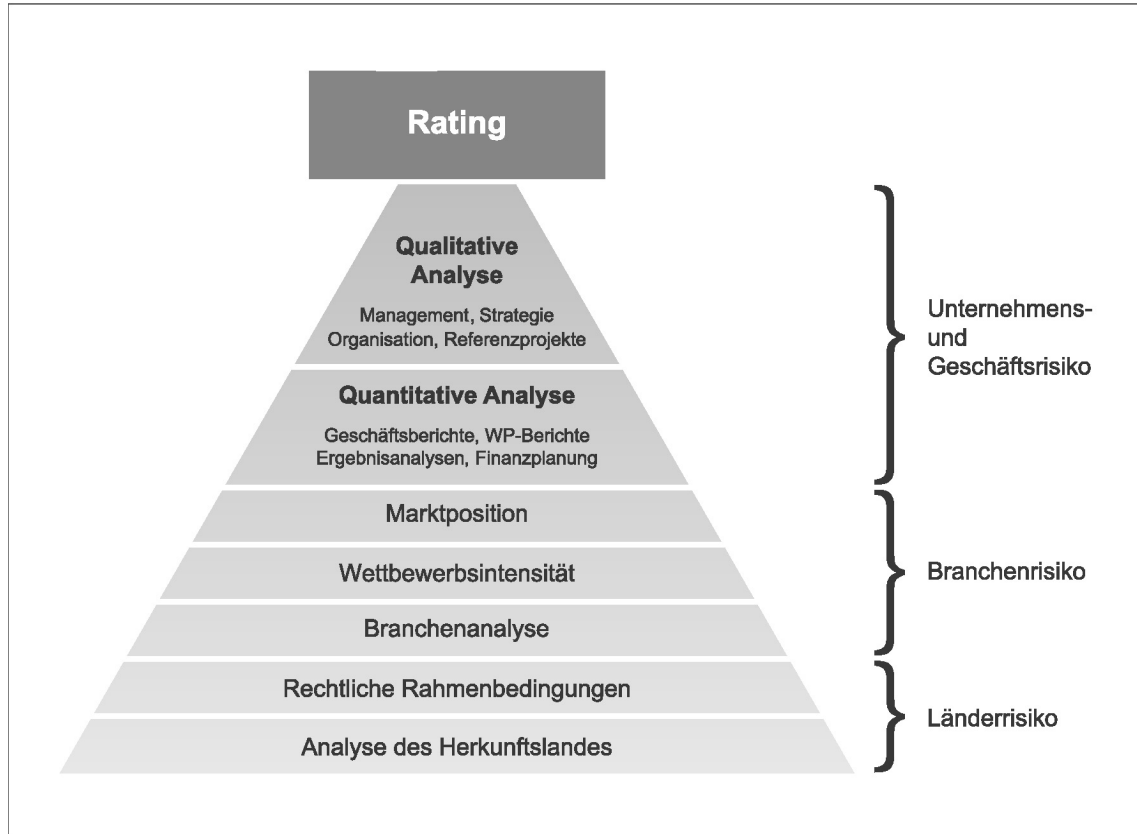 Rating
Qualitative
Analyse
Management, Strategie
Organisation, Referenzprojekte
Quantitative Analyse
Geschäftsberichte, WP-Berichte
Ergebnisanalysen, Finanzplanung
Marktposition
Wettbewerbsintensität
Branchenanalyse
Rechtliche Rahmenbedingungen
Analyse des Herkunftslandes
Unternehmens-
und
Geschäftsrisiko
Branchenrisiko
Länderrisiko